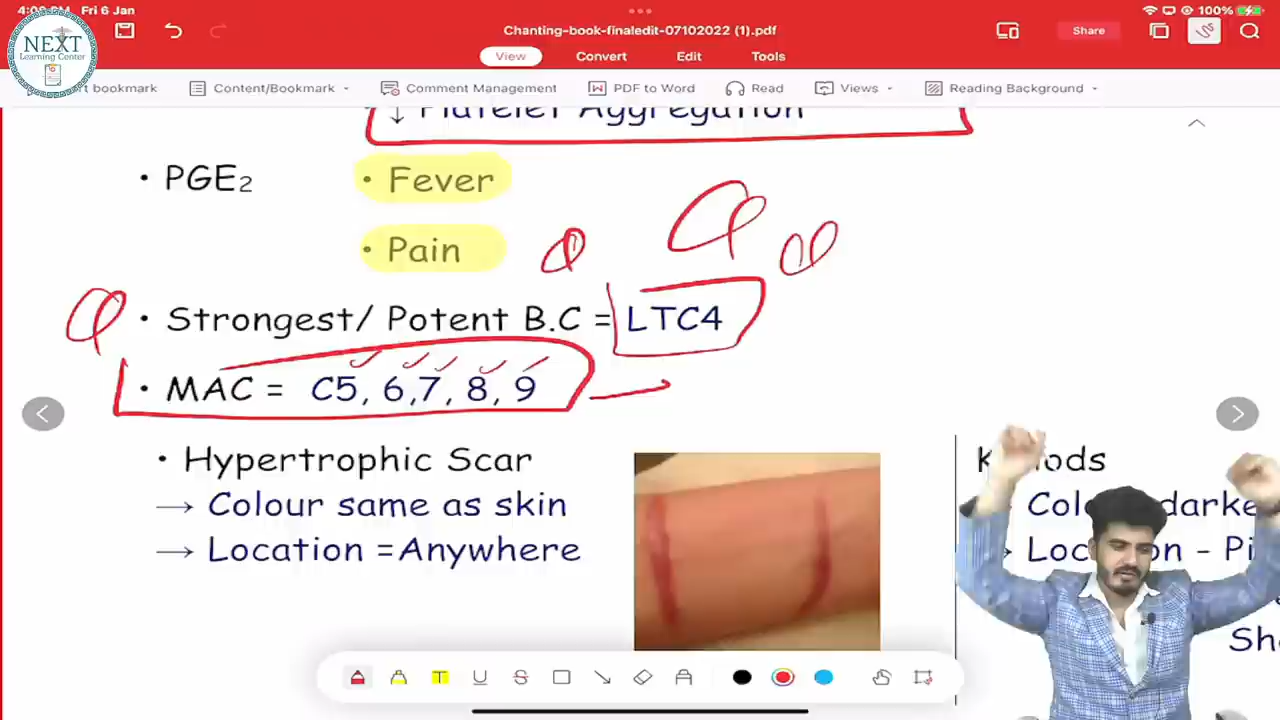 4:06 PM Fri 6 Jan
100%
NEXT
Learning Center
Chanting-book-finaledit-07102022 (1).pdf
Share
View
Convert
Edit
Tools
bookmark
Content/Bookmark
Comment Management
PDF to Word
Read
Views
Reading Background
↓ Platelet Aggregation
• PGE₂ • Fever
• Pain
• Strongest/ Potent B.C = LTC4
• MAC = C5, 6,7, 8, 9
• Hypertrophic Scar
→ Colour same as skin
→ Location =Anywhere